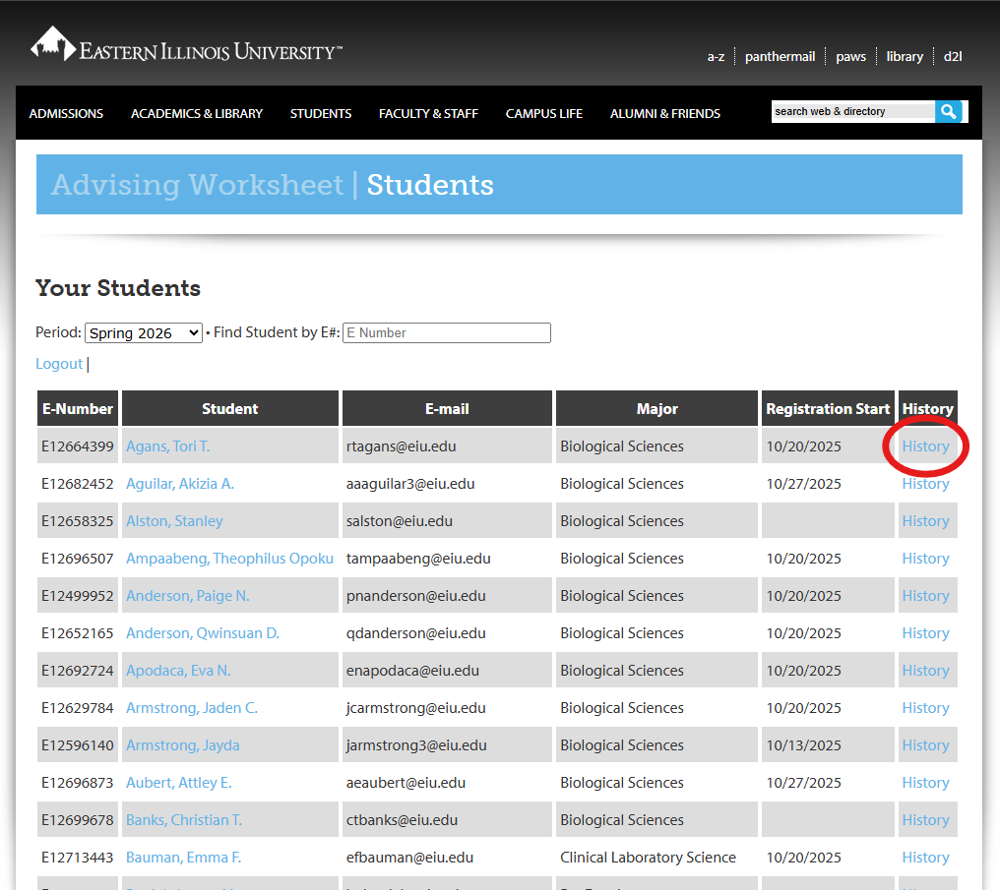 EASTERN ILLINOIS UNIVERSITY™
a-z panthermail paws library d2l
ADMISSIONS ACADEMICS & LIBRARY STUDENTS FACULTY & STAFF CAMPUS LIFE ALUMNI & FRIENDS search web & directory
Advising Worksheet | Students
Your Students
Period: Spring 2026 • Find Student by E#: E Number
Logout |
E-Number Student E-mail Major Registration Start History
E12664399 Agans, Tori T. rtagans@eiu.edu Biological Sciences 10/20/2025 History
E12682452 Aguilar, Akizia A. aaaguilar3@eiu.edu Biological Sciences 10/27/2025 History
E12658325 Alston, Stanley salston@eiu.edu Biological Sciences History
E12696507 Ampaabeng, Theophilus Opoku tampaabeng@eiu.edu Biological Sciences 10/20/2025 History
E12499952 Anderson, Paige N. pnanderson@eiu.edu Biological Sciences 10/20/2025 History
E12652165 Anderson, Qwinsuan D. qdanderson@eiu.edu Biological Sciences 10/20/2025 History
E12692724 Apodaca, Eva N. enapodaca@eiu.edu Biological Sciences 10/20/2025 History
E12629784 Armstrong, Jaden C. jcarmstrong@eiu.edu Biological Sciences 10/20/2025 History
E12596140 Armstrong, Jayda jarmstrong3@eiu.edu Biological Sciences 10/13/2025 History
E12696873 Aubert, Attley E. aeaubert@eiu.edu Biological Sciences 10/27/2025 History
E12699678 Banks, Christian T. ctbanks@eiu.edu Biological Sciences History
E12713443 Bauman, Emma F. efbauman@eiu.edu Clinical Laboratory Science 10/20/2025 History